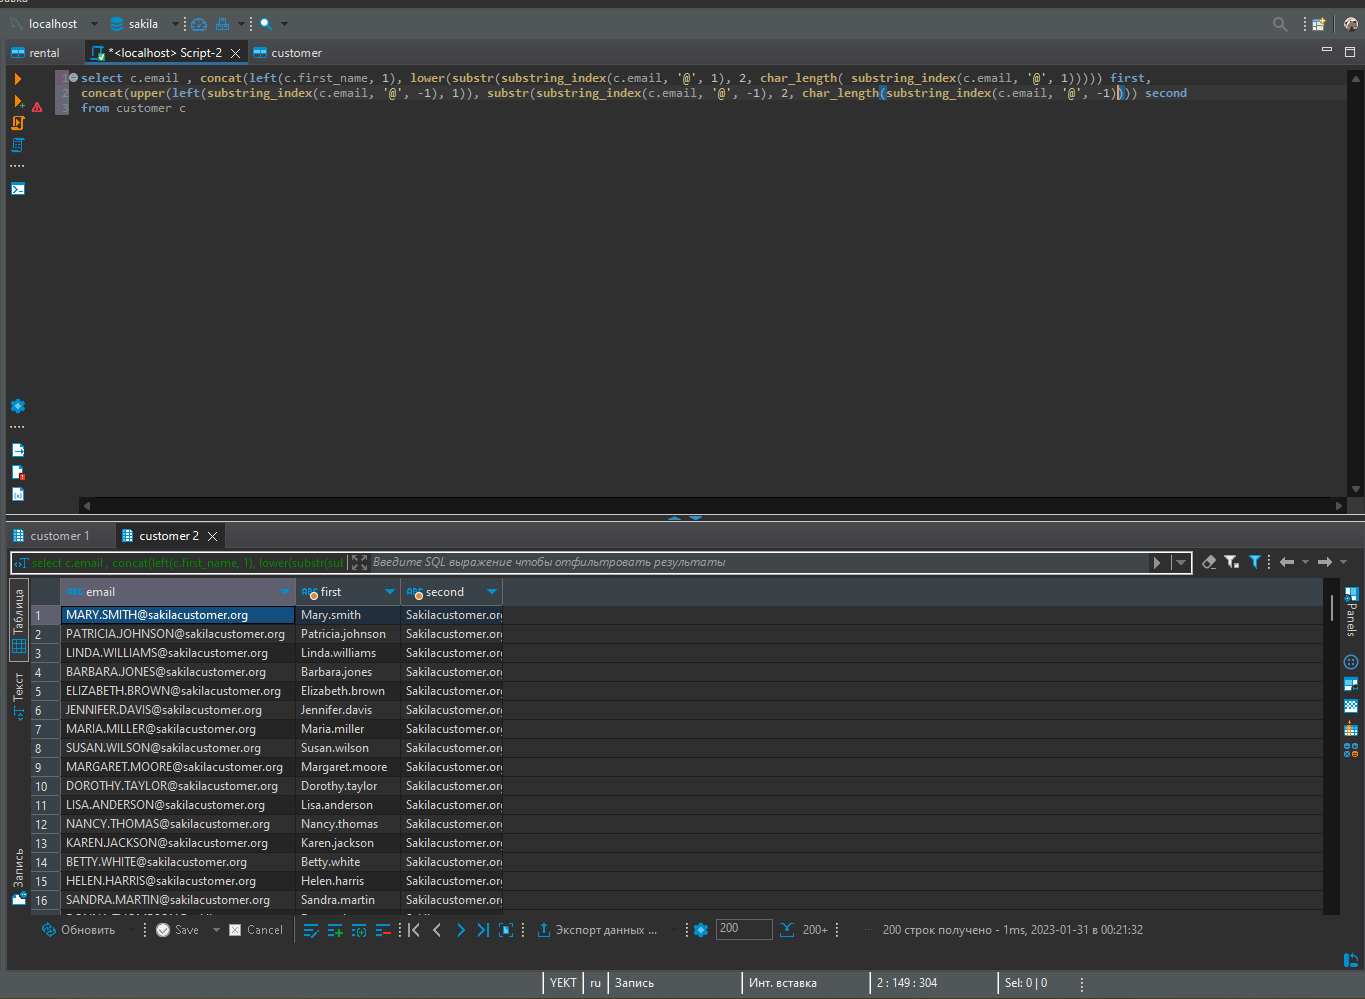 localhost sakila
rental *<localhost> Script-2 customer
1 select c.email , concat(left(c.first_name, 1), lower(substr(substring_index(c.email, '@', 1), 2, char_length( substring_index(c.email, '@', 1))))) first,
2 concat(upper(left(substring_index(c.email, '@', -1), 1)), substr(substring_index(c.email, '@', -1), 2, char_length(substring_index(c.email, '@', -1)))) second
3 from customer c
customer 1 customer 2
select c.email , concat(left(c.first_name, 1), lower(substr(sub Введите SQL выражение чтобы отфильтровать результаты
Таблица
Текст
Запись
email first second
1 MARY.SMITH@sakilacustomer.org Mary.smith Sakilacustomer.or
2 PATRICIA.JOHNSON@sakilacustomer.org Patricia.johnson Sakilacustomer.or
3 LINDA.WILLIAMS@sakilacustomer.org Linda.williams Sakilacustomer.or
4 BARBARA.JONES@sakilacustomer.org Barbara.jones Sakilacustomer.or
5 ELIZABETH.BROWN@sakilacustomer.org Elizabeth.brown Sakilacustomer.or
6 JENNIFER.DAVIS@sakilacustomer.org Jennifer.davis Sakilacustomer.or
7 MARIA.MILLER@sakilacustomer.org Maria.miller Sakilacustomer.or
8 SUSAN.WILSON@sakilacustomer.org Susan.wilson Sakilacustomer.or
9 MARGARET.MOORE@sakilacustomer.org Margaret.moore Sakilacustomer.or
10 DOROTHY.TAYLOR@sakilacustomer.org Dorothy.taylor Sakilacustomer.or
11 LISA.ANDERSON@sakilacustomer.org Lisa.anderson Sakilacustomer.or
12 NANCY.THOMAS@sakilacustomer.org Nancy.thomas Sakilacustomer.or
13 KAREN.JACKSON@sakilacustomer.org Karen.jackson Sakilacustomer.or
14 BETTY.WHITE@sakilacustomer.org Betty.white Sakilacustomer.or
15 HELEN.HARRIS@sakilacustomer.org Helen.harris Sakilacustomer.or
16 SANDRA.MARTIN@sakilacustomer.org Sandra.martin Sakilacustomer.or
Panels
Обновить Save Cancel Экспорт данных ... 200 200+ 200 строк получено - 1ms, 2023-01-31 в 00:21:32
YEKT ru Запись Инт. вставка 2 : 149 : 304 Sel: 0 | 0